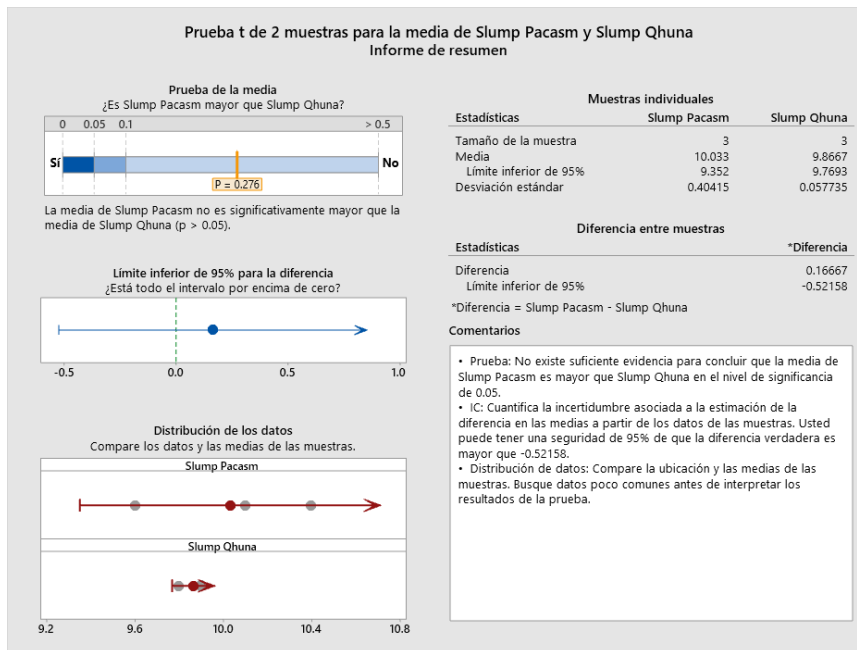 Prueba t de 2 muestras para la media de Slump Pacasm y Slump Qhuna
Informe de resumen
Prueba de la media
¿Es Slump Pacasm mayor que Slump Qhuna?
0 0.05 0.1 > 0.5
Sí No
P = 0.276
La media de Slump Pacasm no es significativamente mayor que la
media de Slump Qhuna (p > 0.05).
Límite inferior de 95% para la diferencia
¿Está todo el intervalo por encima de cero?
-0.5 0.0 0.5 1.0
Distribución de los datos
Compare los datos y las medias de las muestras.
Slump Pacasm
Slump Qhuna
9.2 9.6 10.0 10.4 10.8
Muestras individuales
Estadísticas Slump Pacasm Slump Qhuna
Tamaño de la muestra 3 3
Media 10.033 9.8667
Límite inferior de 95% 9.352 9.7693
Desviación estándar 0.40415 0.057735
Diferencia entre muestras
Estadísticas *Diferencia
Diferencia 0.16667
Límite inferior de 95% -0.52158
*Diferencia = Slump Pacasm - Slump Qhuna
Comentarios
• Prueba: No existe suficiente evidencia para concluir que la media de
Slump Pacasm es mayor que Slump Qhuna en el nivel de significancia
de 0.05.
• IC: Cuantifica la incertidumbre asociada a la estimación de la
diferencia en las medias a partir de los datos de las muestras. Usted
puede tener una seguridad de 95% de que la diferencia verdadera es
mayor que -0.52158.
• Distribución de datos: Compare la ubicación y las medias de las
muestras. Busque datos poco comunes antes de interpretar los
resultados de la prueba.